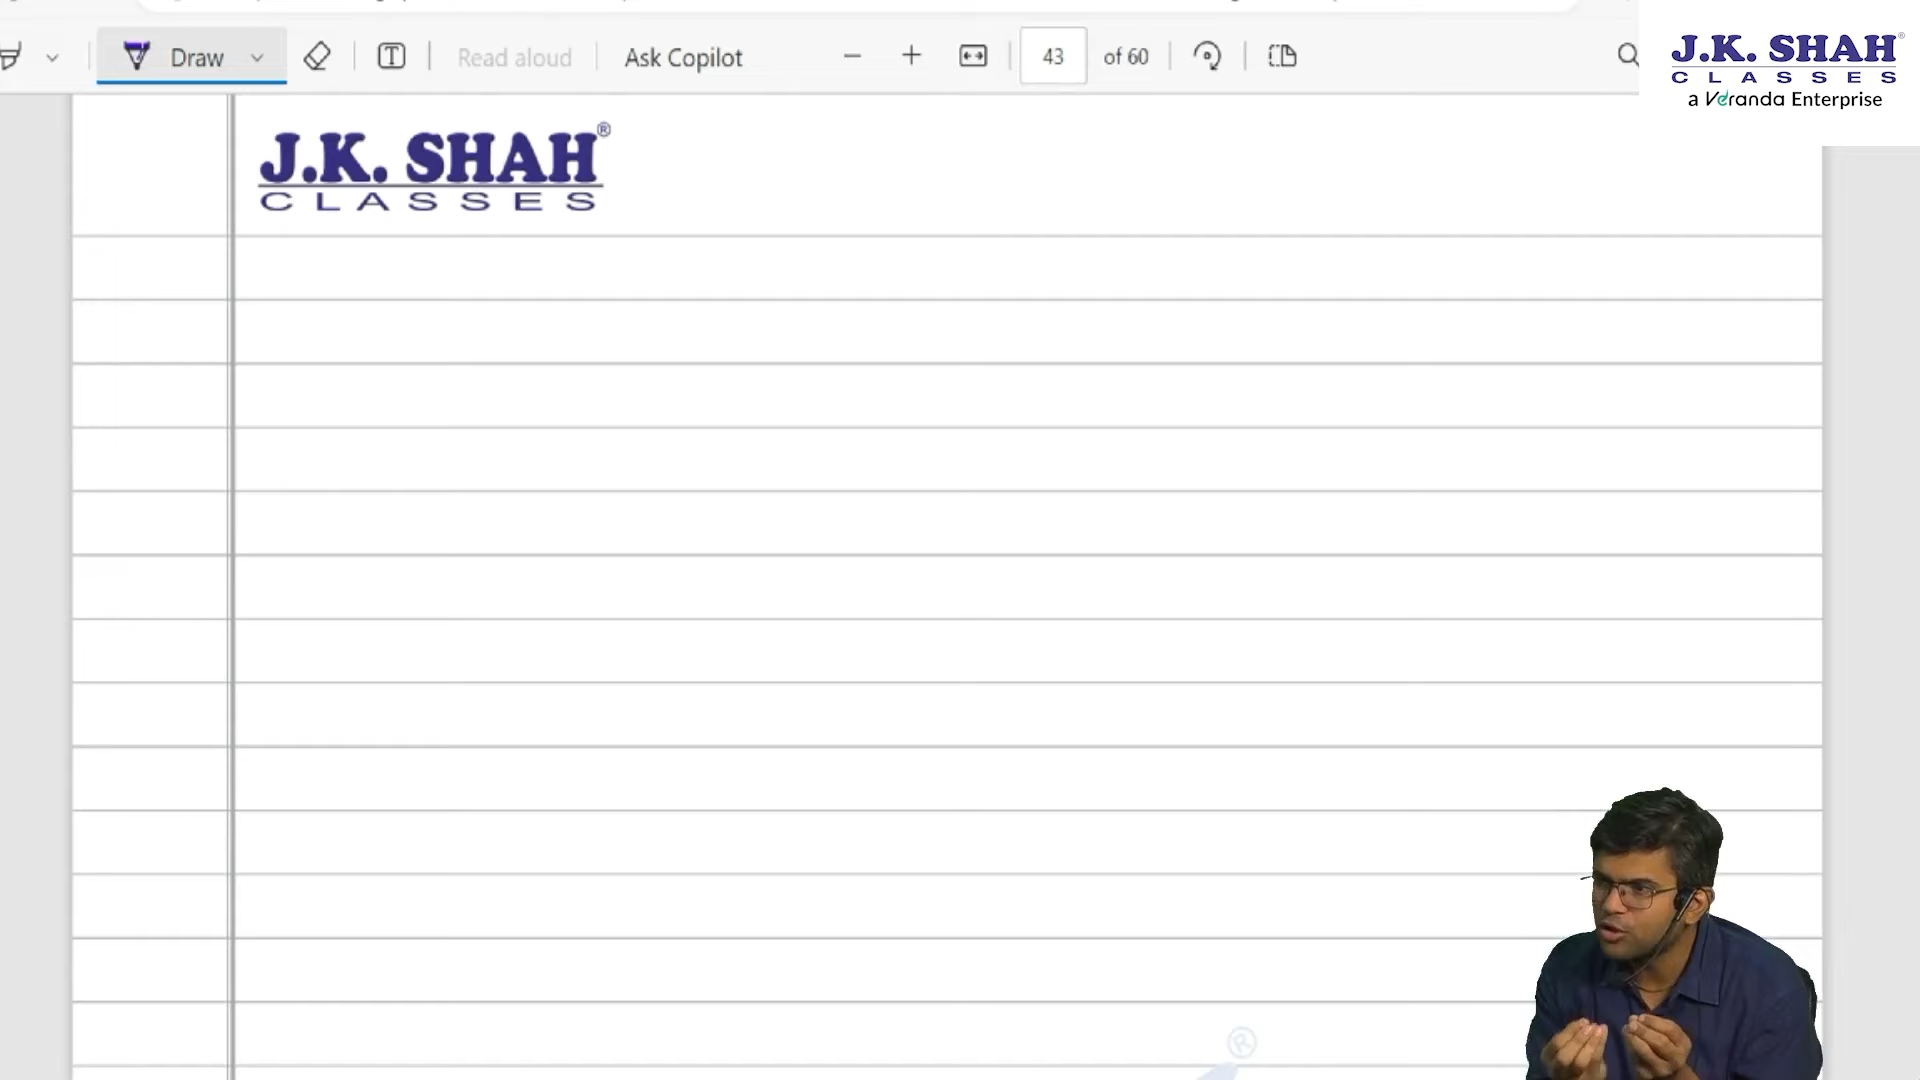 Draw
Read aloud
Ask Copilot
43
of 60
J.K. SHAH®
CLASSES
a Veranda Enterprise
J.K. SHAH®
CLASSES
®